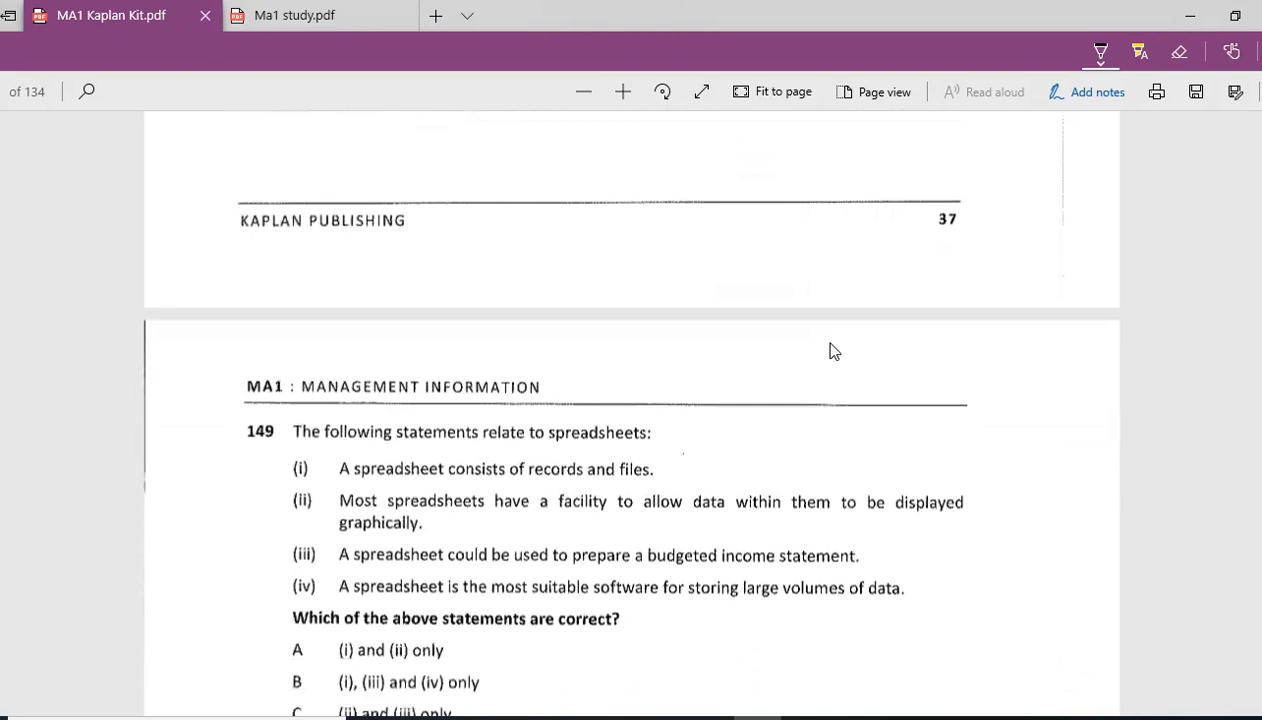 MA1 Kaplan Kit.pdf
Ma1 study.pdf
of 134
Fit to page
Page view
Read aloud
Add notes
KAPLAN PUBLISHING
37
MA1 : MANAGEMENT INFORMATION
149 The following statements relate to spreadsheets:
(i) A spreadsheet consists of records and files.
(ii) Most spreadsheets have a facility to allow data within them to be displayed
graphically.
(iii) A spreadsheet could be used to prepare a budgeted income statement.
(iv) A spreadsheet is the most suitable software for storing large volumes of data.
Which of the above statements are correct?
A (i) and (ii) only
B (i), (iii) and (iv) only
C (ii) and (iii) only